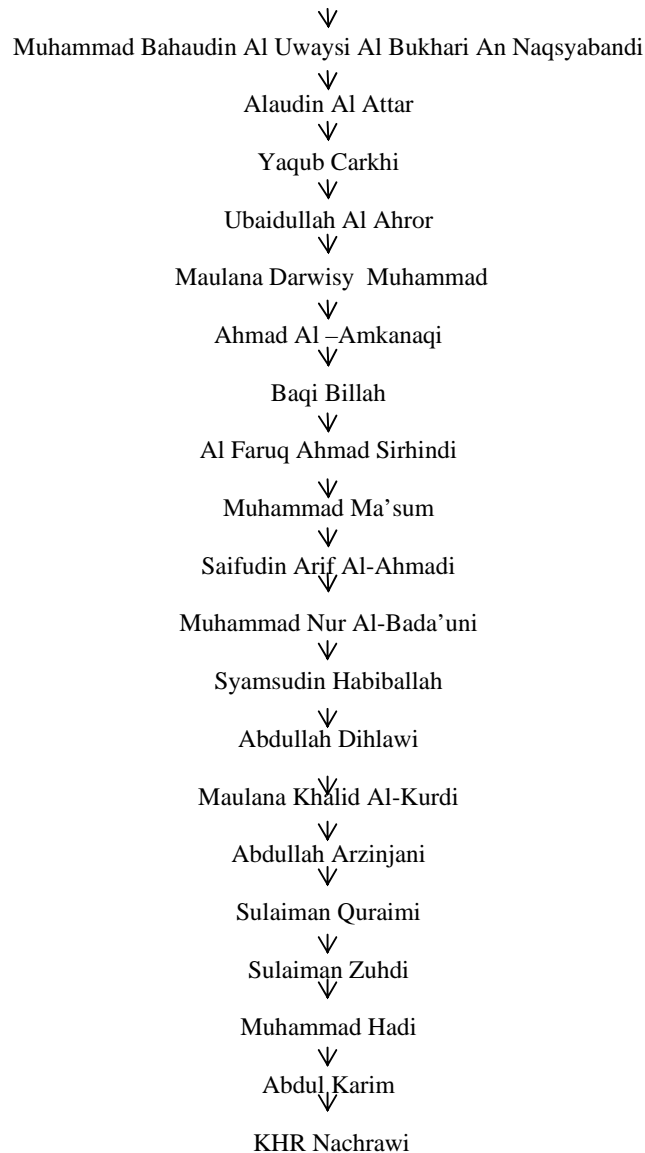 Muhammad Bahaudin Al Uwaysi Al Bukhari An Naqsyabandi
Alaudin Al Attar
Yaqub Carkhi
Ubaidullah Al Ahror
Maulana Darwisy  Muhammad
Ahmad Al –Amkanaqi
Baqi Billah
Al Faruq Ahmad Sirhindi
Muhammad Ma’sum
Saifudin Arif Al-Ahmadi
Muhammad Nur Al-Bada’uni
Syamsudin Habiballah
Abdullah Dihlawi
Maulana Khalid Al-Kurdi
Abdullah Arzinjani
Sulaiman Quraimi
Sulaiman Zuhdi
Muhammad Hadi
Abdul Karim
KHR Nachrawi